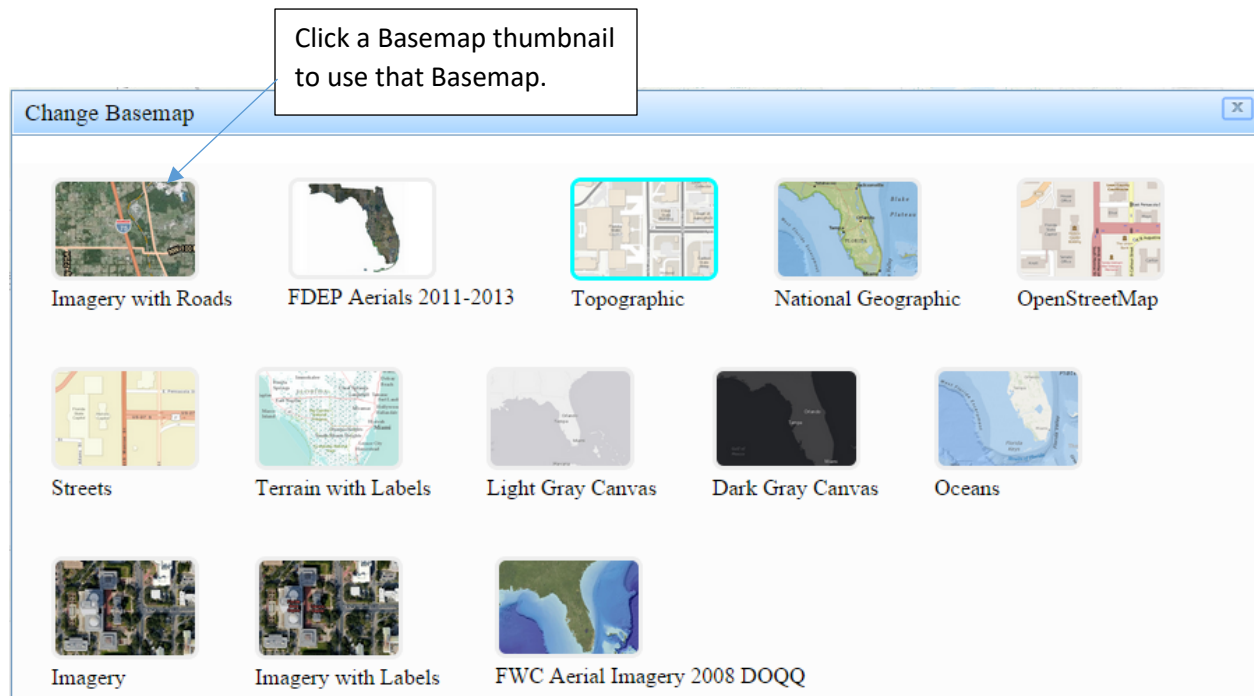 Click a Basemap thumbnail
to use that Basemap.
Change Basemap
x
Imagery with Roads
FDEP Aerials 2011-2013
Topographic
National Geographic
OpenStreetMap
Streets
Terrain with Labels
Light Gray Canvas
Dark Gray Canvas
Oceans
Imagery
Imagery with Labels
FWC Aerial Imagery 2008 DOQQ